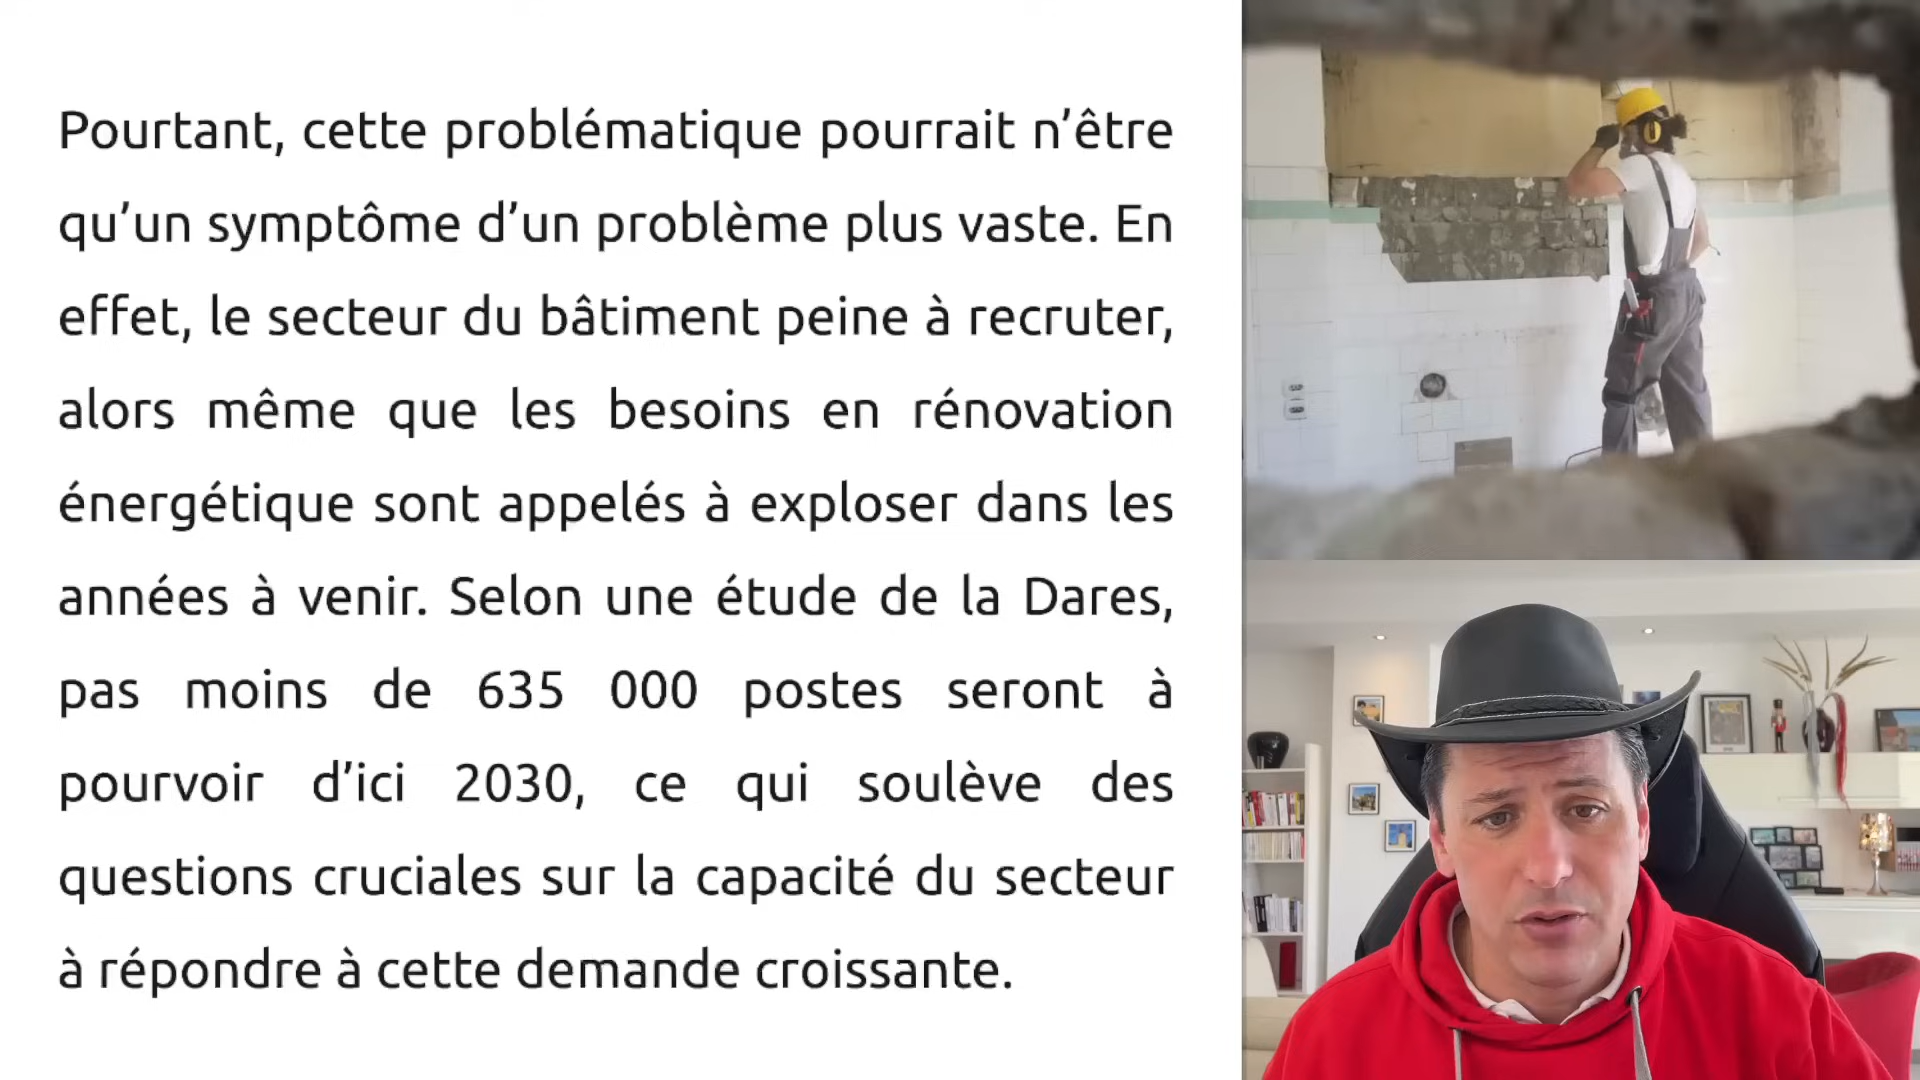 Pourtant, cette problématique pourrait n’être
qu’un symptôme d’un problème plus vaste. En
effet, le secteur du bâtiment peine à recruter,
alors même que les besoins en rénovation
énergétique sont appelés à exploser dans les
années à venir. Selon une étude de la Dares,
pas moins de 635 000 postes seront à
pourvoir d’ici 2030, ce qui soulève des
questions cruciales sur la capacité du secteur
à répondre à cette demande croissante.